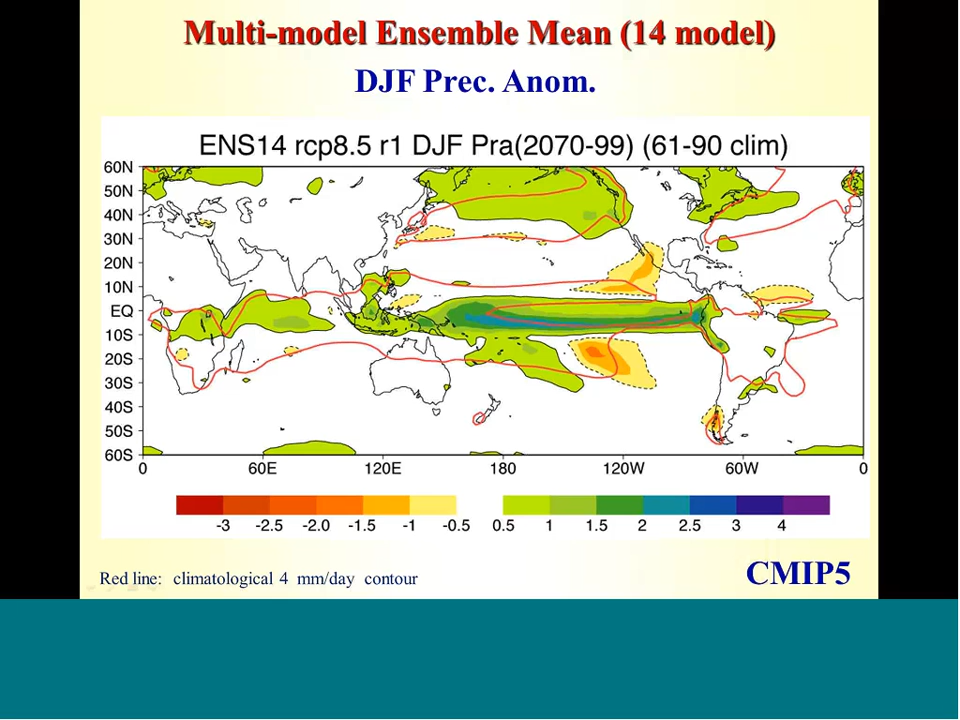 Multi-model Ensemble Mean (14 model)
DJF Prec. Anom.
ENS14 rcp8.5 r1 DJF Pra(2070-99) (61-90 clim)
60N
50N
40N
30N
20N
10N
EQ
10S
20S
30S
40S
50S
60S
0 60E 120E 180 120W 60W 0
-3 -2.5 -2.0 -1.5 -1 -0.5 0.5 1 1.5 2 2.5 3 4
Red line: climatological 4 mm/day contour
CMIP5